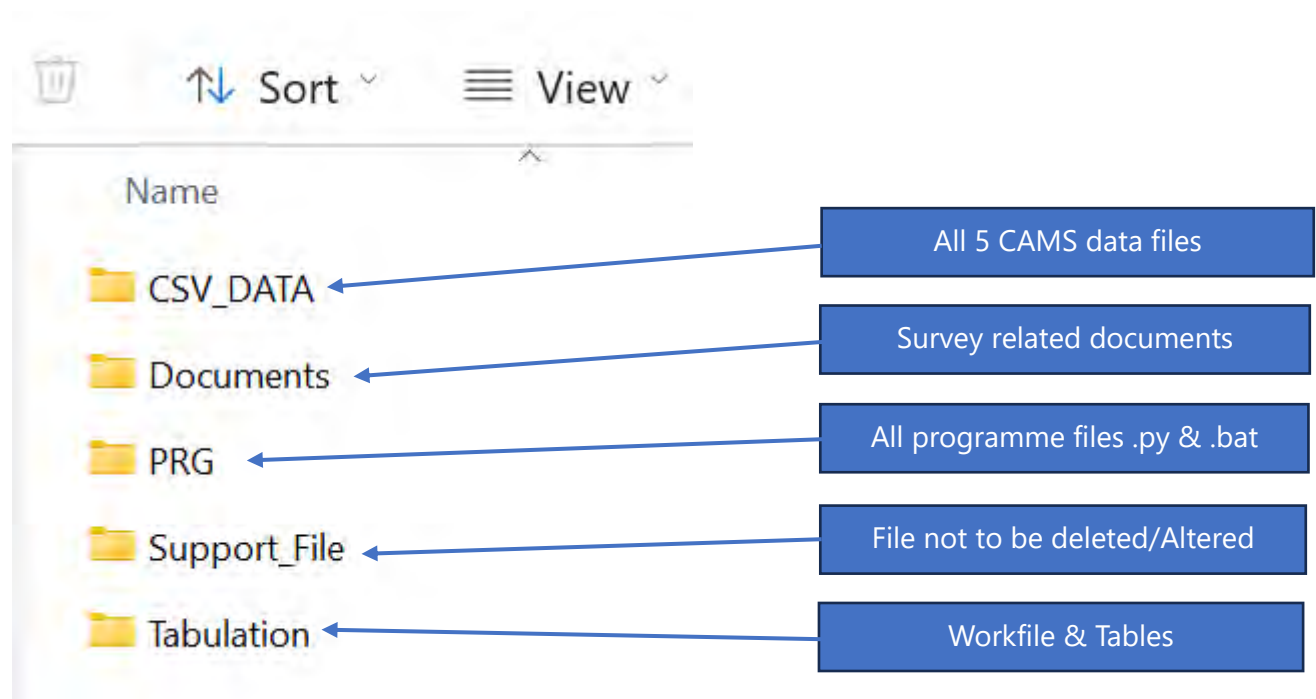 Sort View
Name
CSV_DATA
All 5 CAMS data files
Documents
Survey related documents
PRG
All programme files .py & .bat
Support_File
File not to be deleted/Altered
Tabulation
Workfile & Tables